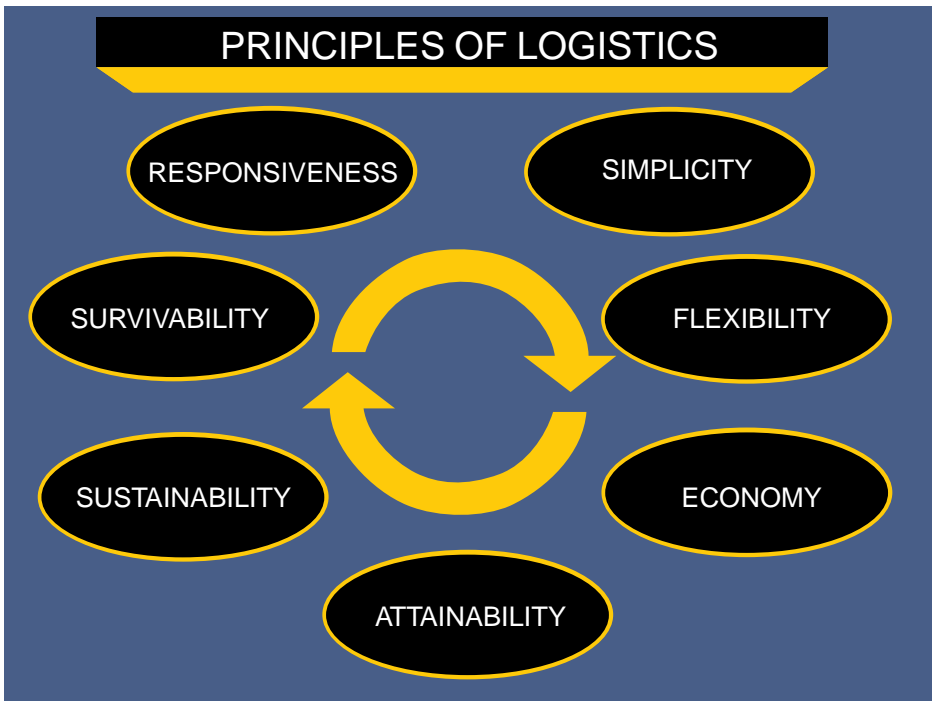 PRINCIPLES OF LOGISTICS
RESPONSIVENESS
SIMPLICITY
SURVIVABILITY
FLEXIBILITY
SUSTAINABILITY
ECONOMY
ATTAINABILITY